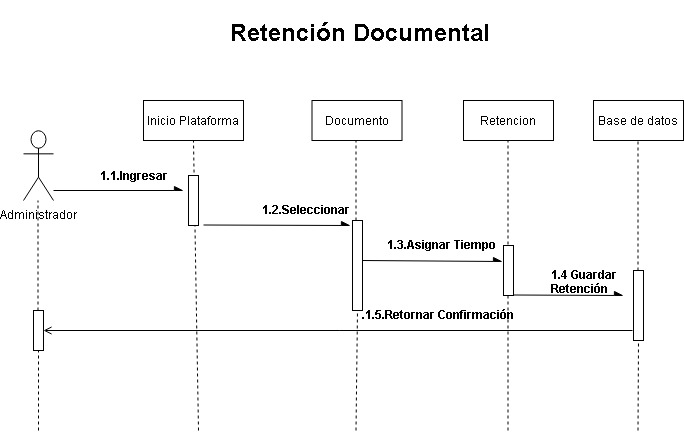 Retención Documental
Inicio Plataforma
Documento
Retencion
Base de datos
Administrador
1.1.Ingresar
1.2.Seleccionar
1.3.Asignar Tiempo
1.4 Guardar
Retención
.1.5.Retornar Confirmación